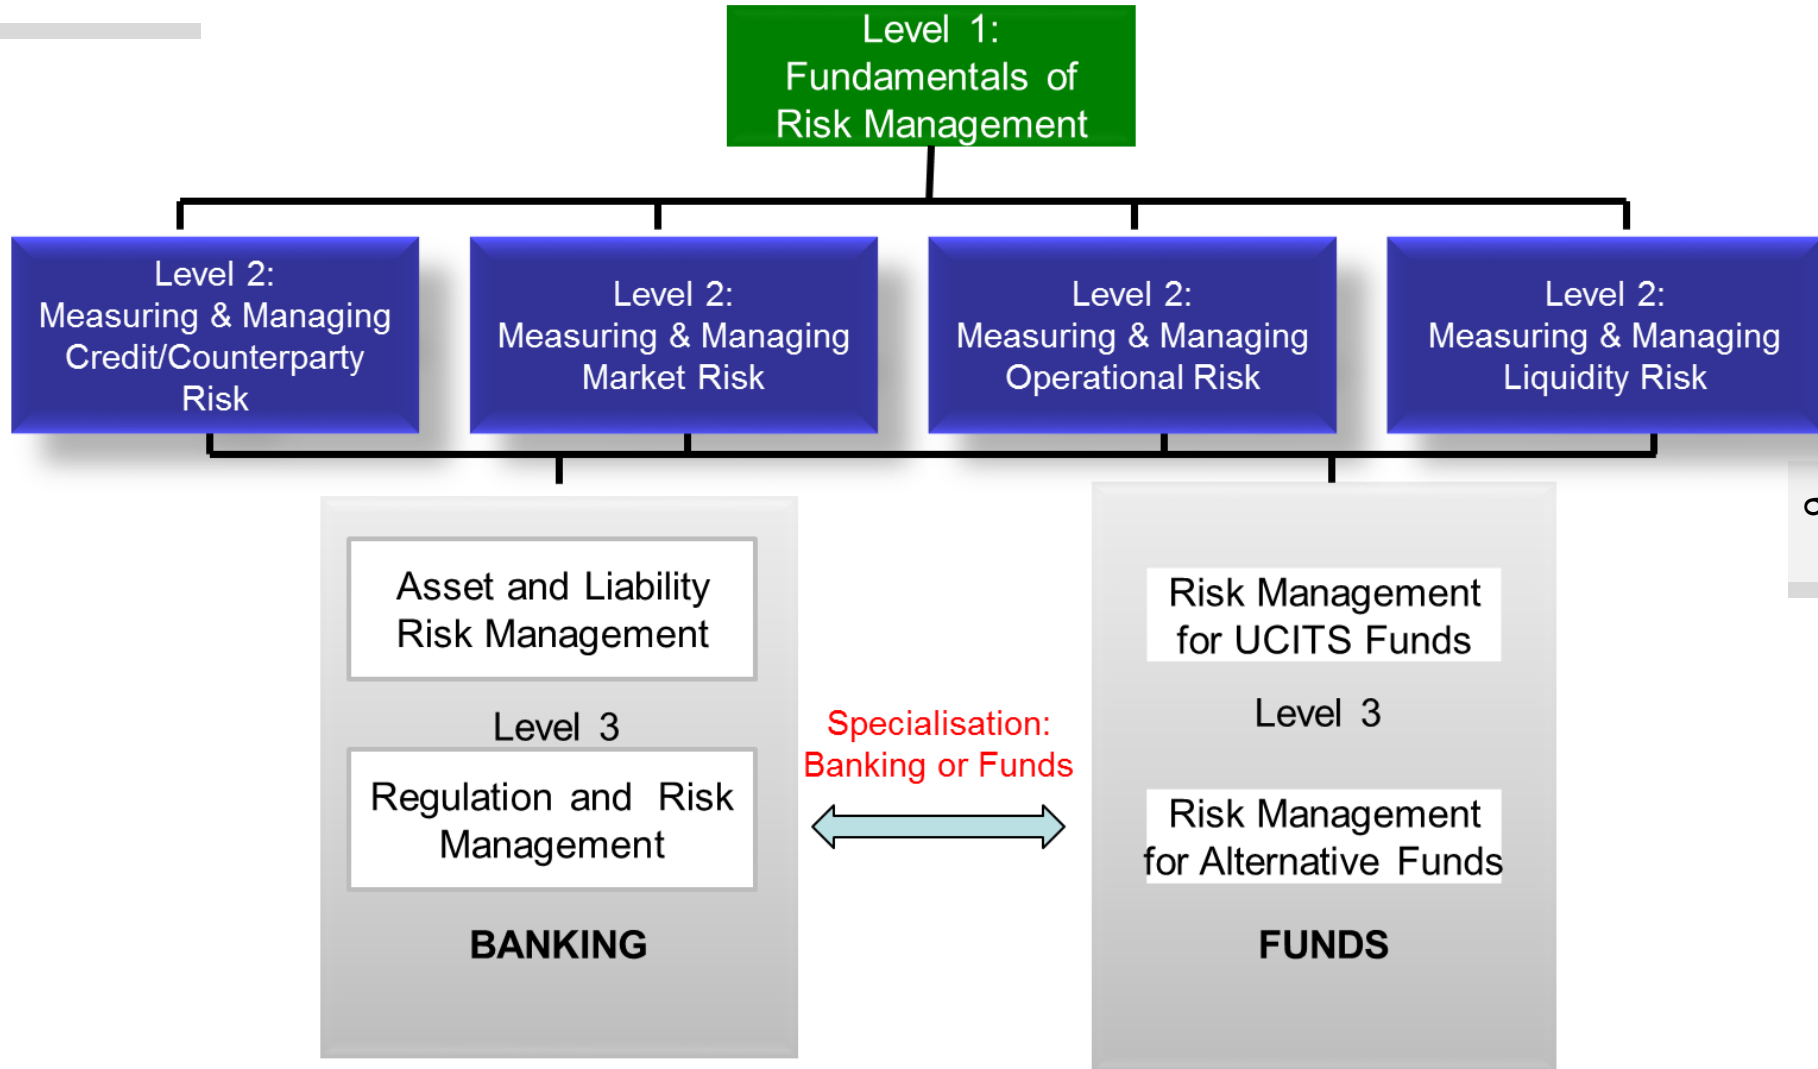 Level 1:
Fundamentals of
Risk Management
Level 2:
Measuring & Managing
Credit/Counterparty
Risk
Level 2:
Measuring & Managing
Market Risk
Level 2:
Measuring & Managing
Operational Risk
Level 2:
Measuring & Managing
Liquidity Risk
Asset and Liability
Risk Management
Level 3
Regulation and Risk
Management
BANKING
Specialisation:
Banking or Funds
Risk Management
for UCITS Funds
Level 3
Risk Management
for Alternative Funds
FUNDS